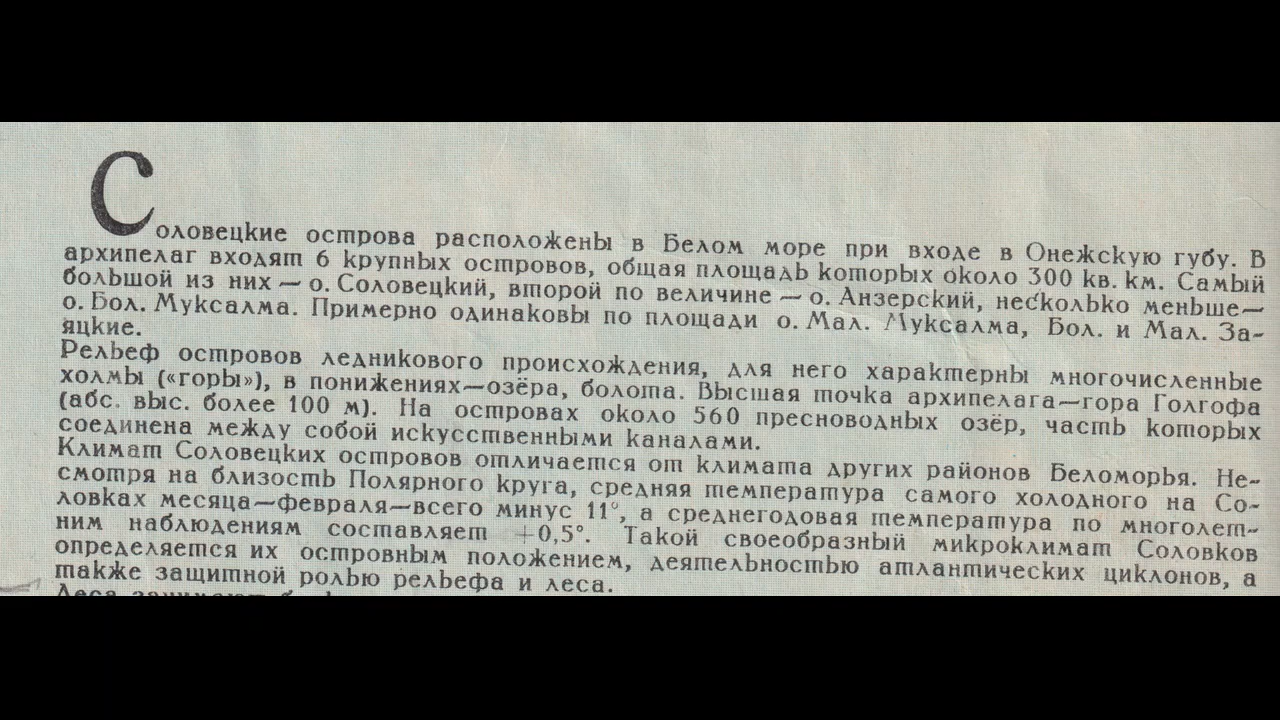 Соловецкие острова расположены в Белом море при входе в Онежскую губу. В
архипелаг входят 6 крупных островов, общая площадь которых около 300 кв. км. Самый
большой из них — о. Соловецкий, второй по величине — о. Анзерский, несколько меньше—
о. Бол. Муксалма. Примерно одинаковы по площади о. Мал. Муксалма, Бол. и Мал. За-
яцкие.
Рельеф островов ледникового происхождения, для него характерны многочисленные
холмы («горы»), в понижениях—озёра, болота. Высшая точка архипелага—гора Голгофа
(абс. выс. более 100 м). На островах около 560 пресноводных озёр, часть которых
соединена между собой искусственными каналами.
Климат Соловецких островов отличается от климата других районов Беломорья. Не-
смотря на близость Полярного круга, средняя температура самого холодного на Со-
ловках месяца—февраля—всего минус 11°, а среднегодовая температура по многолет-
ним наблюдениям составляет +0,5°. Такой своеобразный микроклимат Соловков
определяется их островным положением, деятельностью атлантических циклонов, а
также защитной ролью рельефа и леса.